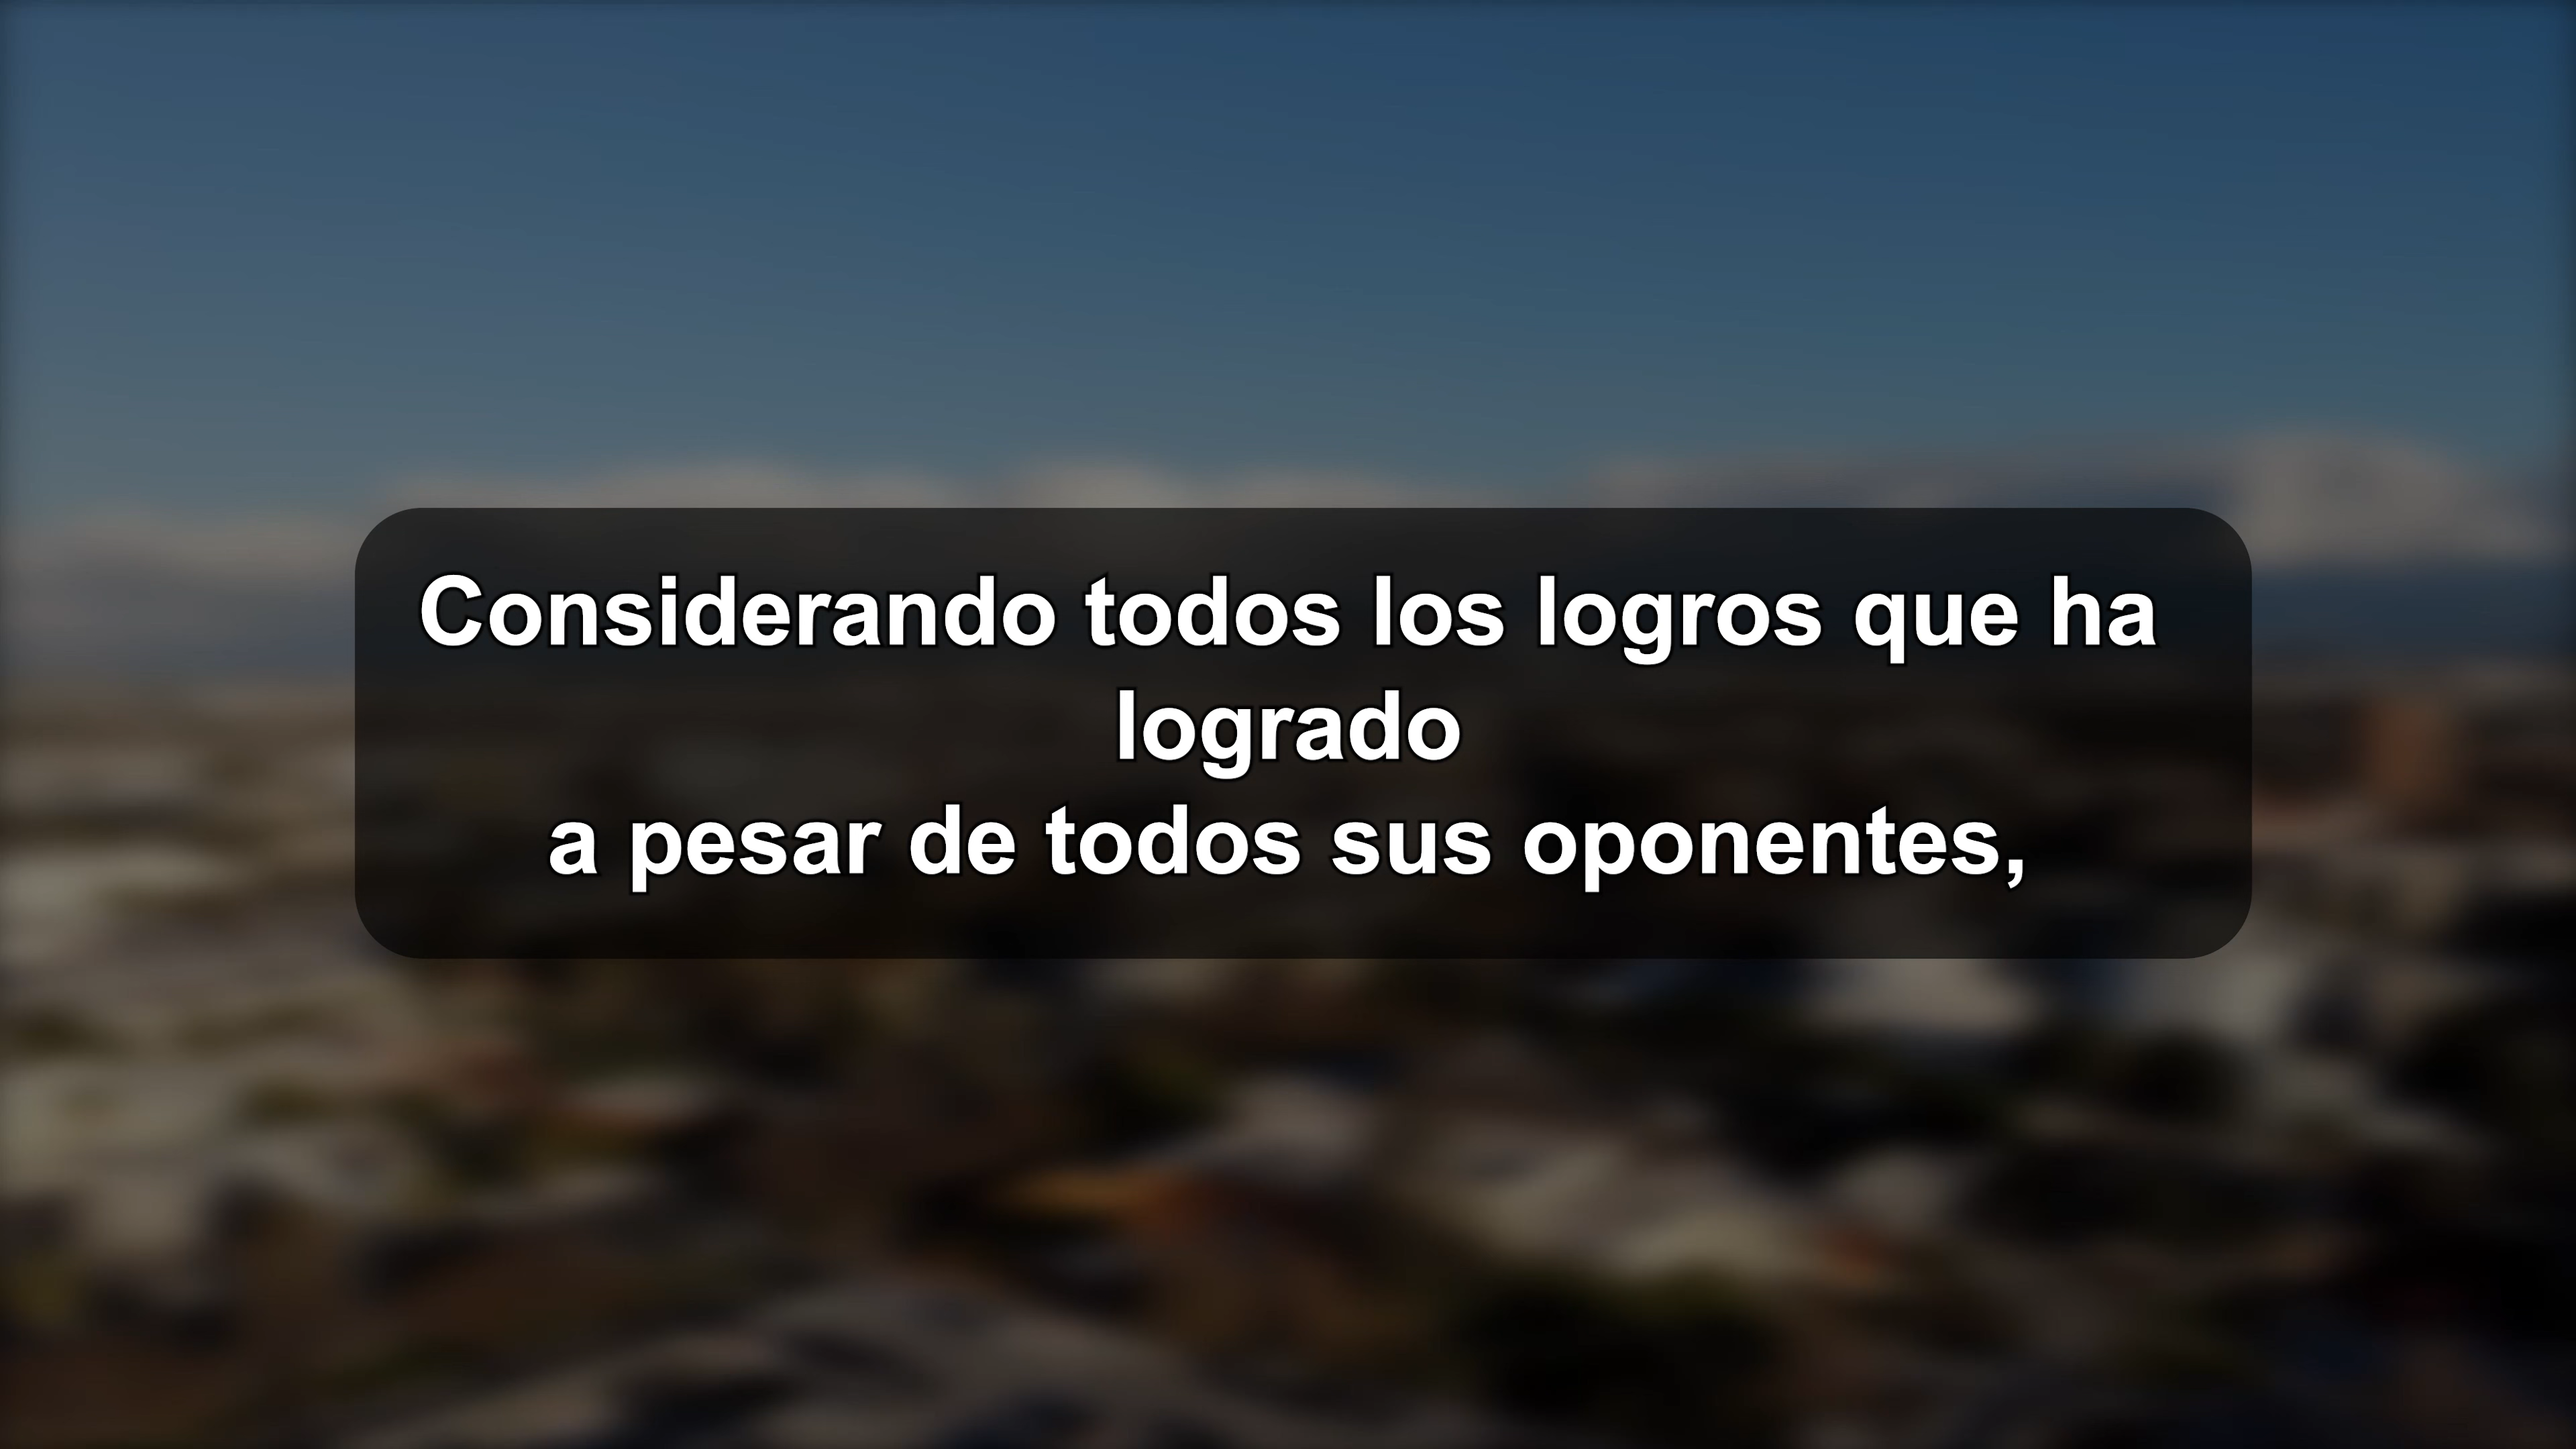 Considerando todos los logros que ha
logrado
a pesar de todos sus oponentes,